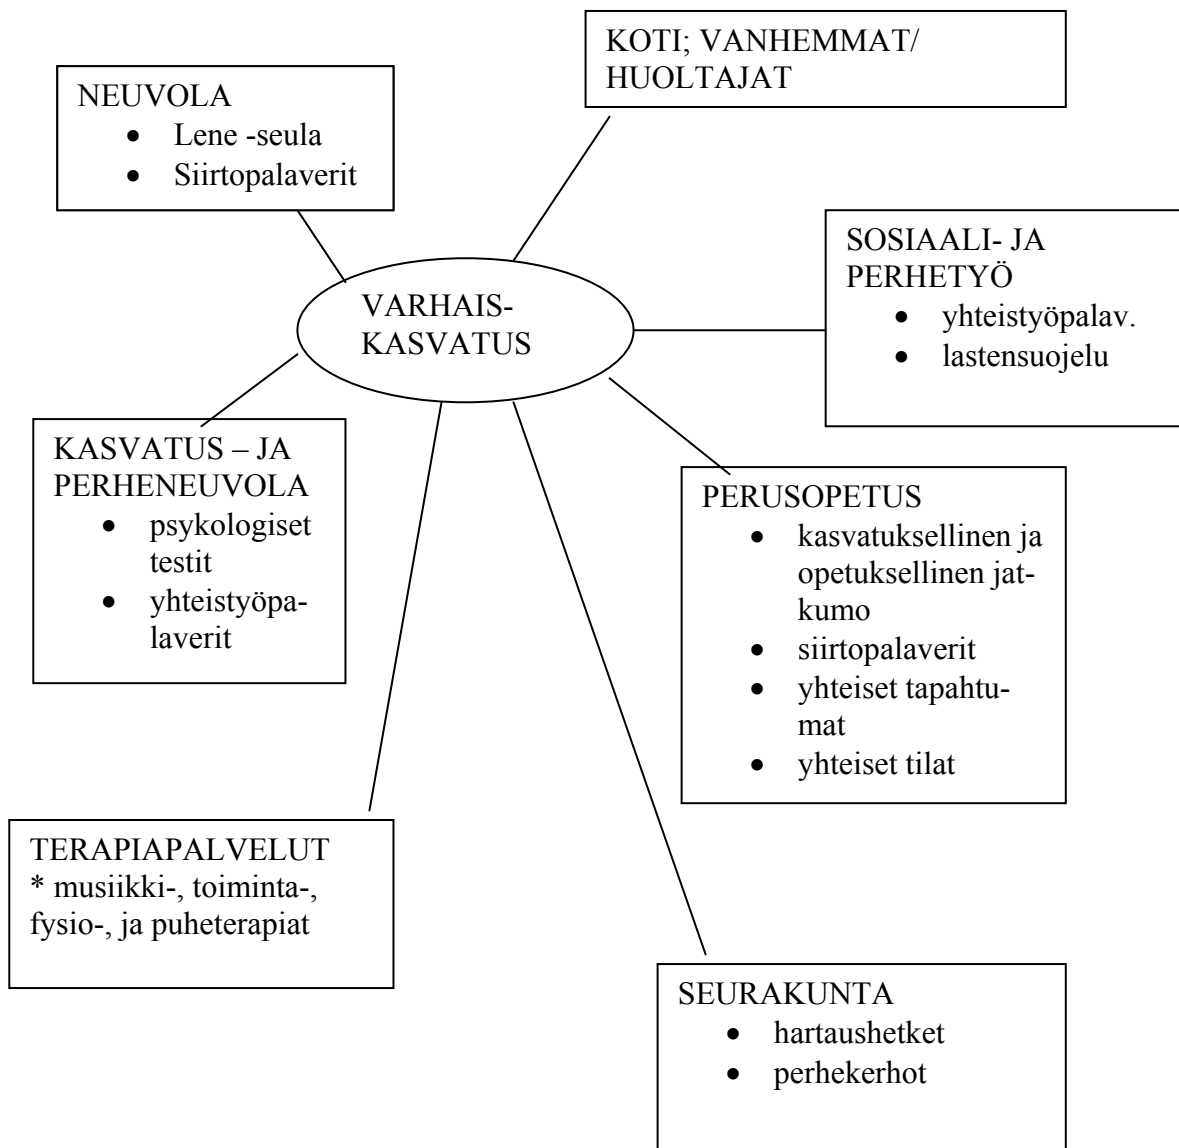 KOTI; VANHEMMAT/
HUOLTAJAT
NEUVOLA
• Lene -seula
• Siirtopalaverit
SOSIAALI- JA
PERHETYÖ
• yhteistyöpalav.
• lastensuojelu
VARHAIS-
KASVATUS
KASVATUS – JA
PERHENEUVOLA
• psykologiset
testit
• yhteistyöpa-
laverit
PERUSOPETUS
• kasvatuksellinen ja
opetuksellinen jat-
kumo
• siirtopalaverit
• yhteiset tapahtu-
mat
• yhteiset tilat
TERAPIAPALVELUT
* musiikki-, toiminta-,
fysio-, ja puheterapiat
SEURAKUNTA
• hartaushetket
• perhekerhot